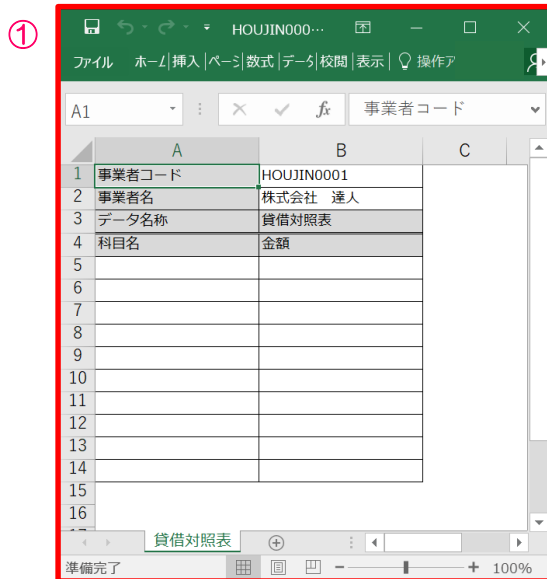 ①
HOUJIN000…
ファイル ホーム 挿入 ページ 数式 データ 校閲 表示 操作ア
A1 fx 事業者コード
A B C
1 事業者コード HOUJIN0001
2 事業者名 株式会社 達人
3 データ名称 貸借対照表
4 科目名 金額
5
6
7
8
9
10
11
12
13
14
15
16
貸借対照表
準備完了 100%